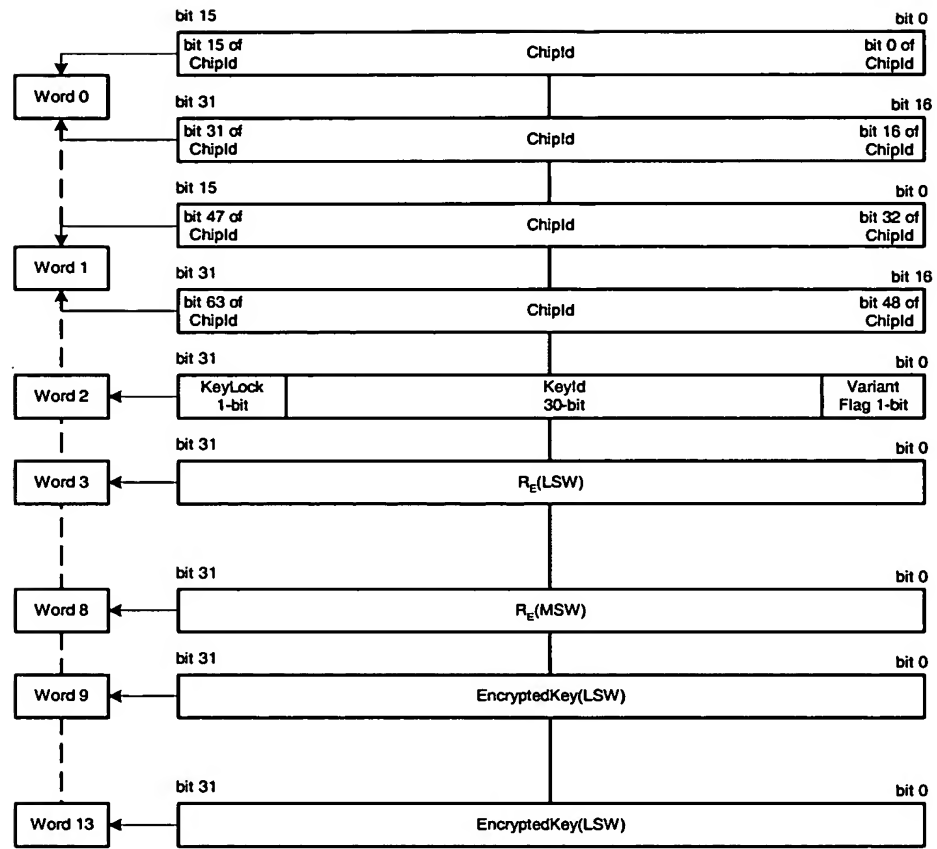 bit 15 bit 0
bit 15 of ChipId ChipId bit 0 of ChipId
Word 0
bit 31 bit 16
bit 31 of ChipId ChipId bit 16 of ChipId
bit 15 bit 0
bit 47 of ChipId ChipId bit 32 of ChipId
Word 1
bit 31 bit 16
bit 63 of ChipId ChipId bit 48 of ChipId
bit 31 bit 0
Word 2 KeyLock 1-bit KeyId 30-bit Variant Flag 1-bit
bit 31 bit 0
Word 3 R_E(LSW)
bit 31 bit 0
Word 8 R_E(MSW)
bit 31 bit 0
Word 9 EncryptedKey(LSW)
bit 31 bit 0
Word 13 EncryptedKey(LSW)